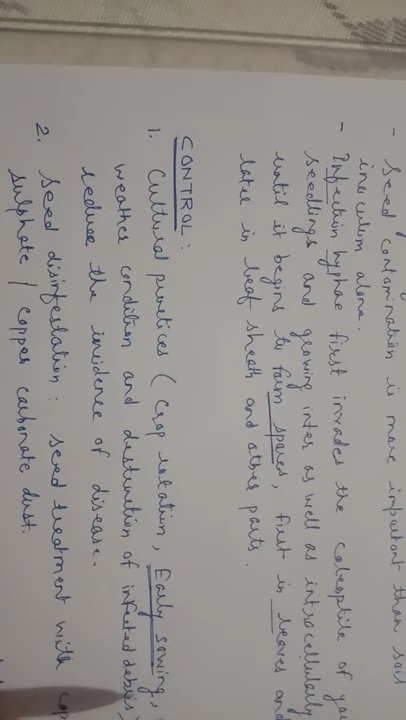 - Seed contamination is more important than soil
inoculum alone.
- Infection hyphae first invades the coleoptile of
seedlings and growing inter as well as intracellularly
until it begins to form spores, first in leaves and
later in leaf sheath and other parts.
CONTROL:
1. Cultural practices (crop rotation, Early sowing,
weather condition and destruction of infected debris)
reduce the incidence of disease.
2. Seed disinfestation: seed treatment with
sulphate / copper carbonate dust.